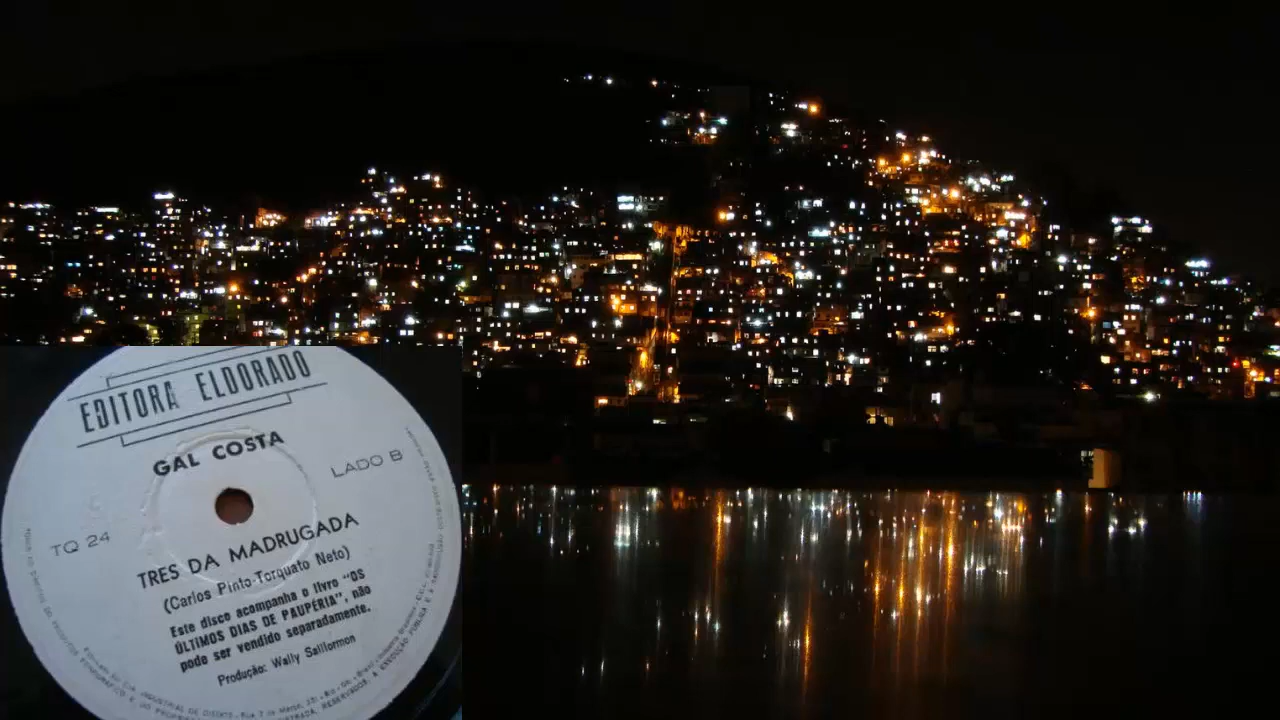 EDITORA ELDORADO
GAL COSTA
LADO B
TQ 24
TRES DA MADRUGADA
(Carlos Pinto-Torquato Neto)
Este disco acompanha o livro "OS
ÚLTIMOS DIAS DE PAUPÉRIA", não
pode ser vendido separadamente.
Produção: Wally Sailformon